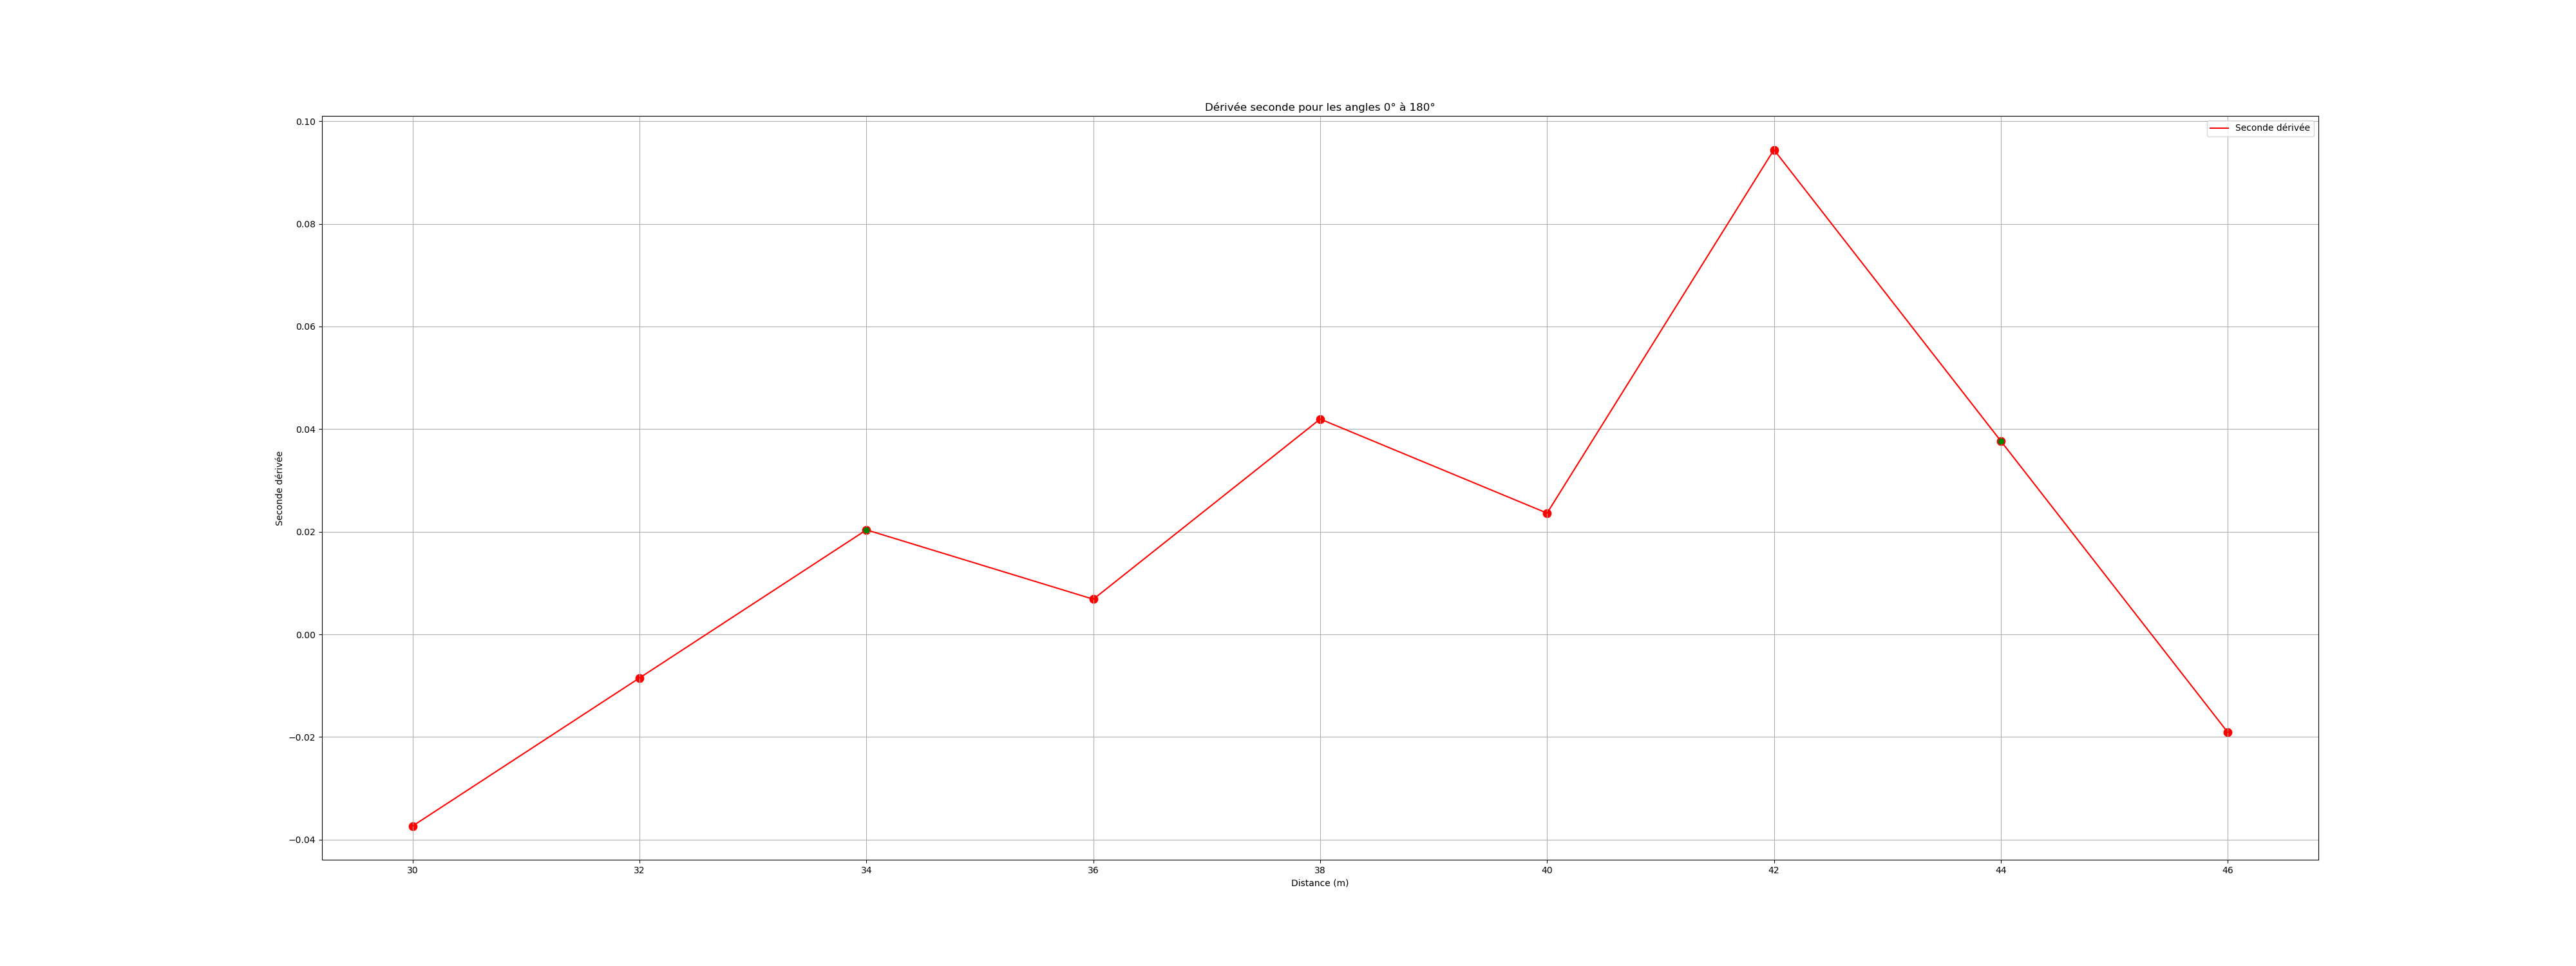 Dérivée seconde pour les angles 0° à 180°
Seconde dérivée
0.10
0.08
0.06
0.04
0.02
0.00
−0.02
−0.04
Seconde dérivée
30 32 34 36 38 40 42 44 46
Distance (m)